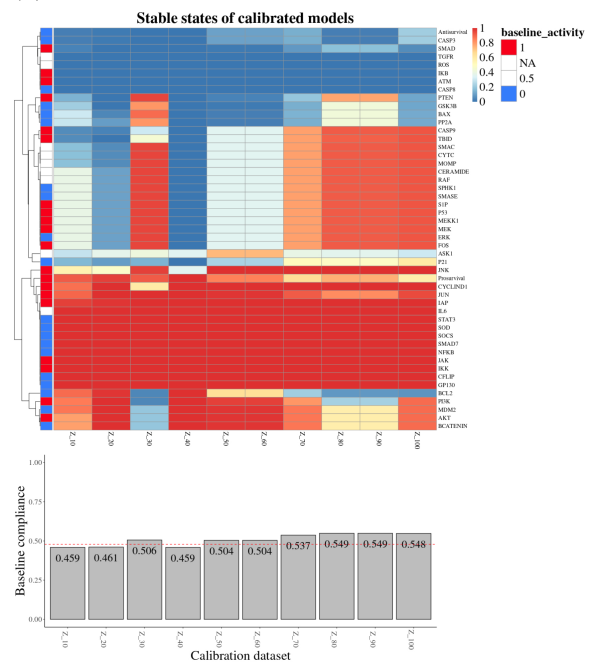 Stable states of calibrated models
baseline_activity
1
NA
0.5
0
1
0.8
0.6
0.4
0.2
0
Antisurvival
CASP3
SMAD
TGFR
ROS
IKB
ATM
CASP8
PTEN
GSK3B
BAX
PP2A
CASP9
TBID
SMAC
CYTC
MOMP
CERAMIDE
RAF
SPHK1
SMASE
S1P
P53
MEKK1
MEK
ERK
FOS
ASK1
P21
JNK
Prosurvival
CYCLIND1
JUN
IAP
IL6
STAT3
SOD
SOCS
SMAD7
NFKB
JAK
IKK
CFLIP
GP130
BCL2
PI3K
MDM2
AKT
BCATENIN
Z_10
Z_20
Z_30
Z_40
Z_50
Z_60
Z_70
Z_80
Z_90
Z_100
Baseline compliance
1.00
0.75
0.50
0.25
0.00
0.459
0.461
0.506
0.459
0.504
0.504
0.537
0.549
0.549
0.548
Z_10
Z_20
Z_30
Z_40
Z_50
Z_60
Z_70
Z_80
Z_90
Z_100
Calibration dataset